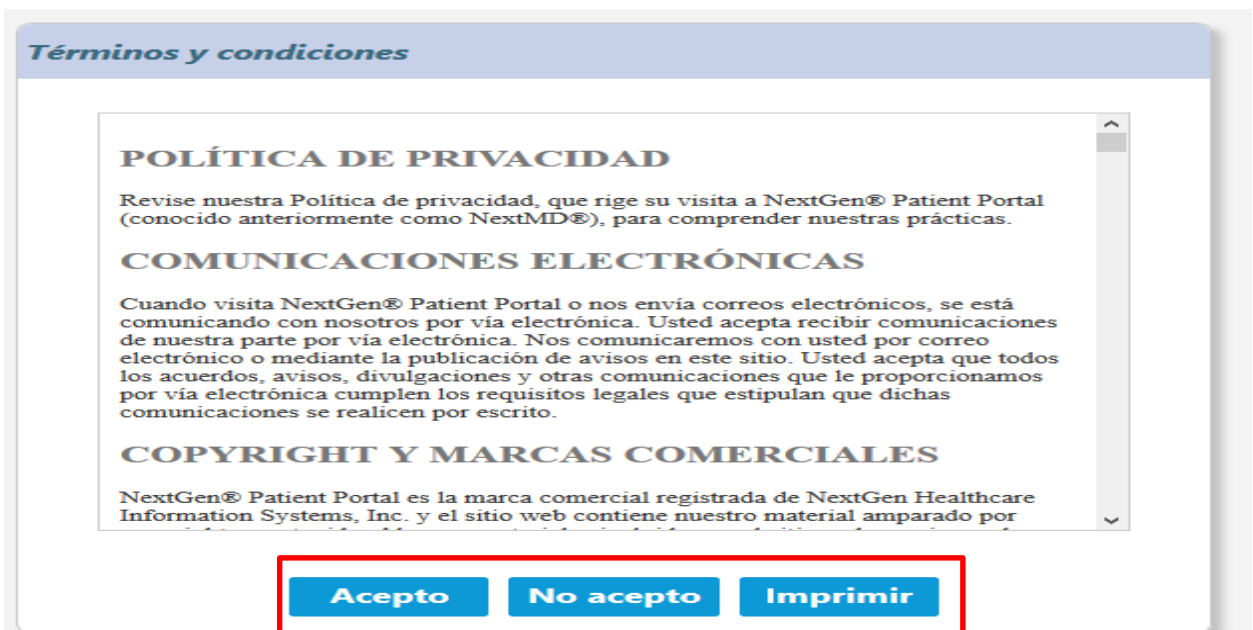 Términos y condiciones
POLÍTICA DE PRIVACIDAD
Revise nuestra Política de privacidad, que rige su visita a NextGen® Patient Portal
(conocido anteriormente como NextMD®), para comprender nuestras prácticas.
COMUNICACIONES ELECTRÓNICAS
Cuando visita NextGen® Patient Portal o nos envía correos electrónicos, se está
comunicando con nosotros por vía electrónica. Usted acepta recibir comunicaciones
de nuestra parte por vía electrónica. Nos comunicaremos con usted por correo
electrónico o mediante la publicación de avisos en este sitio. Usted acepta que todos
los acuerdos, avisos, divulgaciones y otras comunicaciones que le proporcionamos
por vía electrónica cumplen los requisitos legales que estipulan que dichas
comunicaciones se realicen por escrito.
COPYRIGHT Y MARCAS COMERCIALES
NextGen® Patient Portal es la marca comercial registrada de NextGen Healthcare
Information Systems, Inc. y el sitio web contiene nuestro material amparado por
Acepto No acepto Imprimir